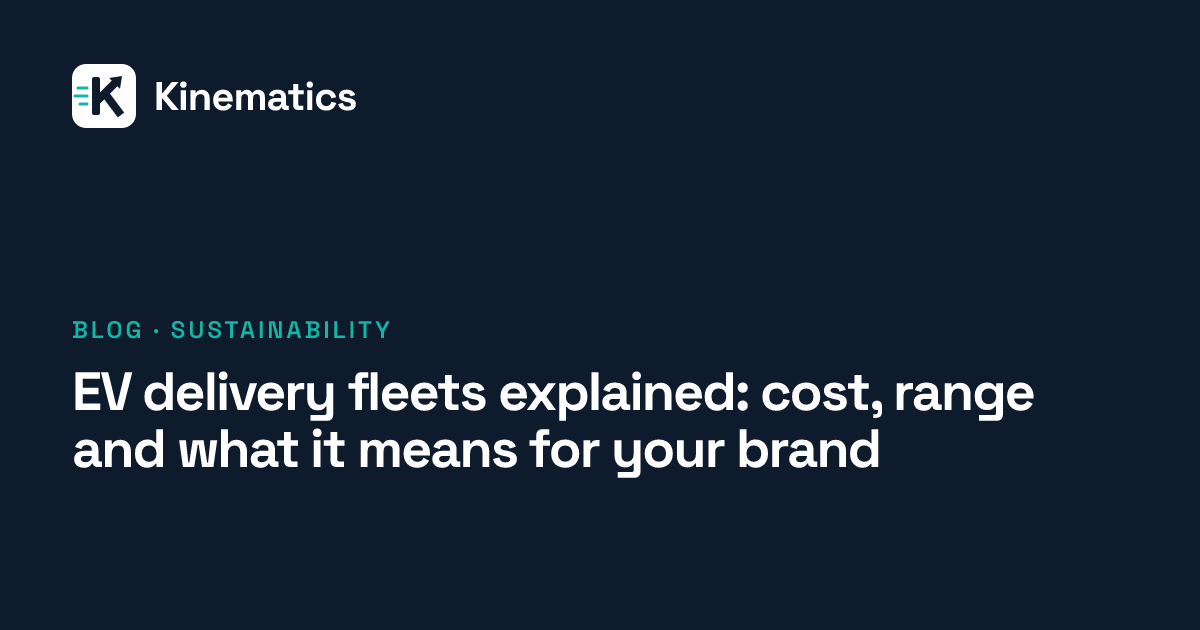 Kinematics
BLOG · SUSTAINABILITY
EV delivery fleets explained: cost, range
and what it means for your brand